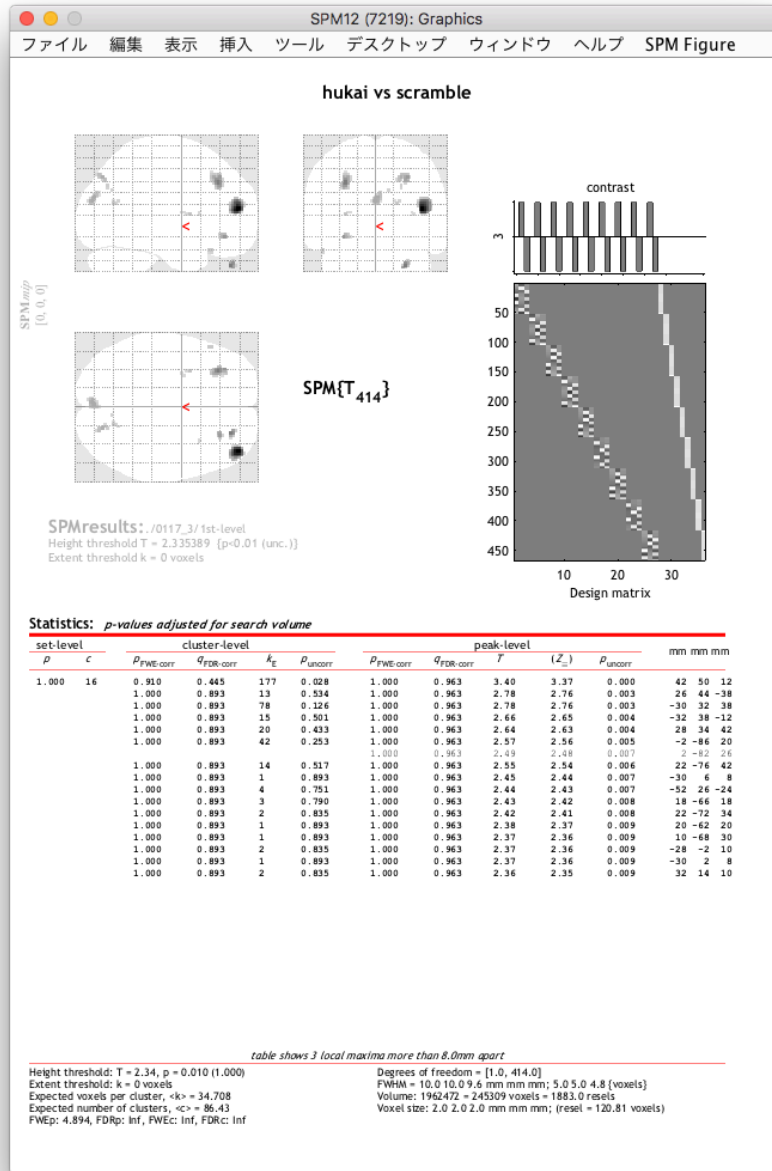 SPM12 (7219): Graphics
ファイル 編集 表示 挿入 ツール デスクトップ ウィンドウ ヘルプ SPM Figure
hukai vs scramble
<
<
SPMmip
[0, 0, 0]
<
SPM{T414}
contrast
3
50
100
150
200
250
300
350
400
450
10 20 30
Design matrix
SPMresults: ./0117_3/1st-level
Height threshold T = 2.335389 {p<0.01 (unc.)}
Extent threshold k = 0 voxels
Statistics: p-values adjusted for search volume
set-level cluster-level peak-level mm mm mm
p c pFWE-corr qFDR-corr kE puncorr pFWE-corr qFDR-corr T (Z≡) puncorr
1.000 16 0.910 0.445 177 0.028 1.000 0.963 3.40 3.37 0.000 42 50 12
1.000 0.893 13 0.534 1.000 0.963 2.78 2.76 0.003 26 44 -38
1.000 0.893 78 0.126 1.000 0.963 2.78 2.76 0.003 -30 32 38
1.000 0.893 15 0.501 1.000 0.963 2.66 2.65 0.004 -32 38 -12
1.000 0.893 20 0.433 1.000 0.963 2.64 2.63 0.004 28 34 42
1.000 0.893 42 0.253 1.000 0.963 2.57 2.56 0.005 -2 -86 20
1.000 0.963 2.49 2.48 0.007 2 -82 26
1.000 0.893 14 0.517 1.000 0.963 2.55 2.54 0.006 22 -76 42
1.000 0.893 1 0.893 1.000 0.963 2.45 2.44 0.007 -30 6 8
1.000 0.893 4 0.751 1.000 0.963 2.44 2.43 0.007 -52 26 -24
1.000 0.893 3 0.790 1.000 0.963 2.43 2.42 0.008 18 -66 18
1.000 0.893 2 0.835 1.000 0.963 2.42 2.41 0.008 22 -72 34
1.000 0.893 1 0.893 1.000 0.963 2.38 2.37 0.009 20 -62 20
1.000 0.893 1 0.893 1.000 0.963 2.37 2.36 0.009 10 -68 30
1.000 0.893 2 0.835 1.000 0.963 2.37 2.36 0.009 -28 -2 10
1.000 0.893 1 0.893 1.000 0.963 2.37 2.36 0.009 -30 2 8
1.000 0.893 2 0.835 1.000 0.963 2.36 2.35 0.009 32 14 10
table shows 3 local maxima more than 8.0mm apart
Height threshold: T = 2.34, p = 0.010 (1.000)
Extent threshold: k = 0 voxels
Expected voxels per cluster, <k> = 34.708
Expected number of clusters, <c> = 86.43
FWEp: 4.894, FDRp: Inf, FWEc: Inf, FDRc: Inf
Degrees of freedom = [1.0, 414.0]
FWHM = 10.0 10.0 9.6 mm mm mm; 5.0 5.0 4.8 {voxels}
Volume: 1962472 = 245309 voxels = 1883.0 resels
Voxel size: 2.0 2.0 2.0 mm mm mm; (resel = 120.81 voxels)